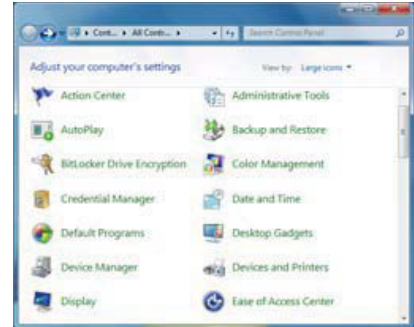 Cont... All Contr...
Search Control Panel
Adjust your computer's settings View by: Large icons
Action Center Administrative Tools
AutoPlay Backup and Restore
BitLocker Drive Encryption Color Management
Credential Manager Date and Time
Default Programs Desktop Gadgets
Device Manager Devices and Printers
Display Ease of Access Center